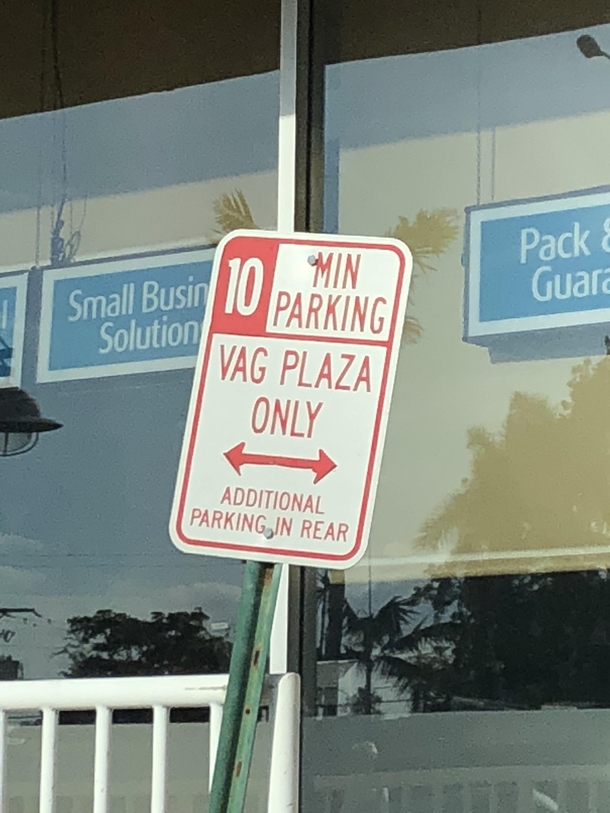 10 MIN
PARKING
VAG PLAZA
ONLY
ADDITIONAL
PARKING IN REAR
Small Busin
Solution
Pack &
Guara